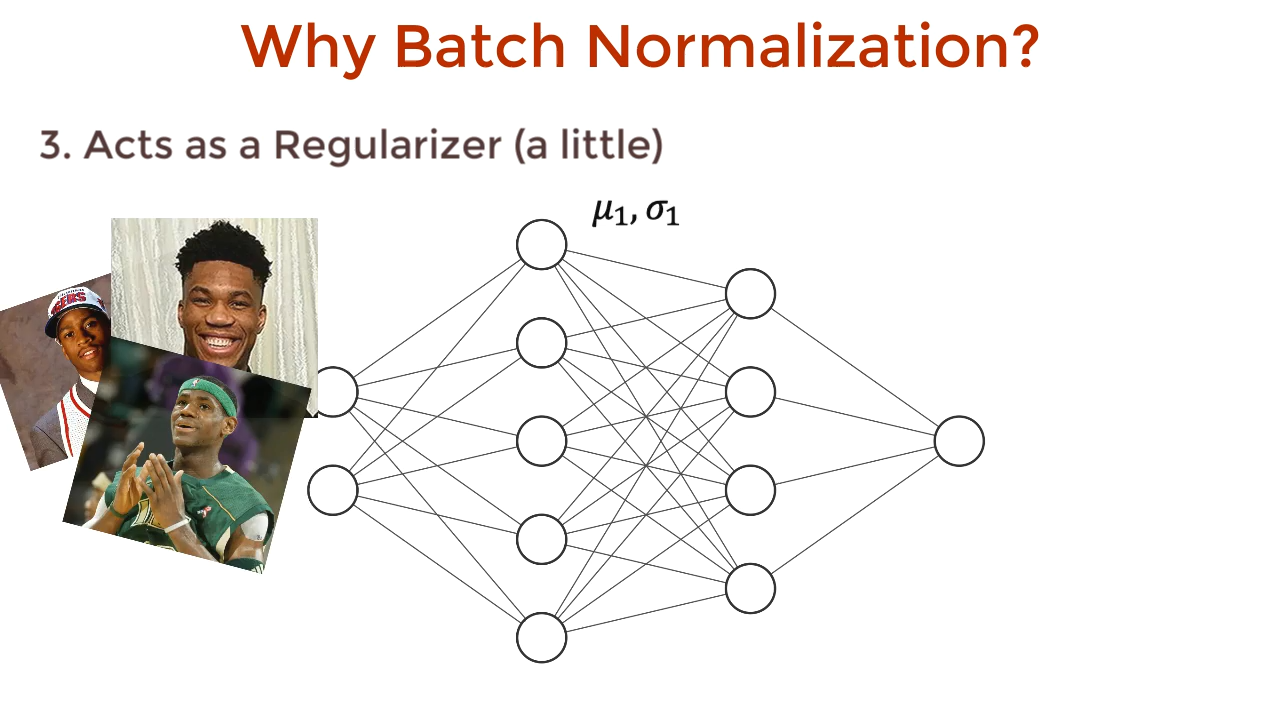 Why Batch Normalization?
3. Acts as a Regularizer (a little)
μ₁, σ₁